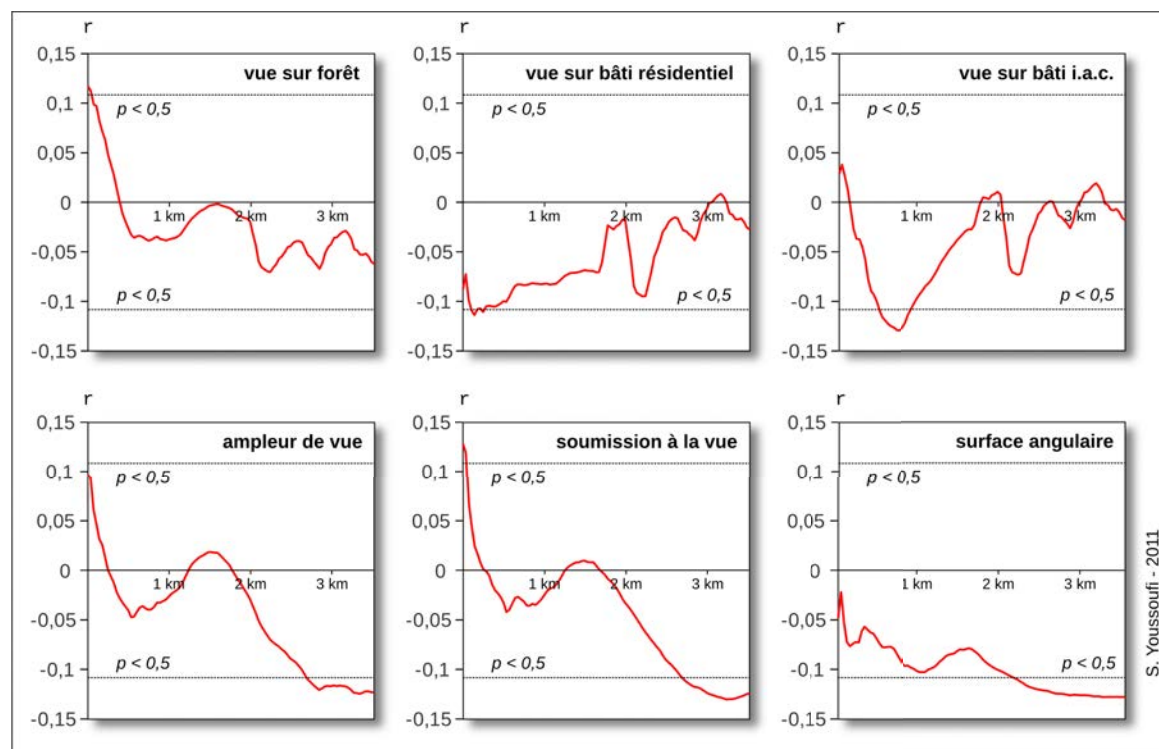 r
0,15
0,1
0,05
0
-0,05
-0,1
-0,15
vue sur forêt
p < 0,5
1 km
2 km
3 km
p < 0,5
r
0,15
0,1
0,05
0
-0,05
-0,1
-0,15
vue sur bâti résidentiel
p < 0,5
1 km
2 km
3 km
p < 0,5
r
0,15
0,1
0,05
0
-0,05
-0,1
-0,15
vue sur bâti i.a.c.
p < 0,5
1 km
2 km
3 km
p < 0,5
r
0,15
0,1
0,05
0
-0,05
-0,1
-0,15
ampleur de vue
p < 0,5
1 km
2 km
3 km
p < 0,5
r
0,15
0,1
0,05
0
-0,05
-0,1
-0,15
soumission à la vue
p < 0,5
1 km
2 km
3 km
p < 0,5
r
0,15
0,1
0,05
0
-0,05
-0,1
-0,15
surface angulaire
p < 0,5
1 km
2 km
3 km
p < 0,5
S. Youssoufi - 2011